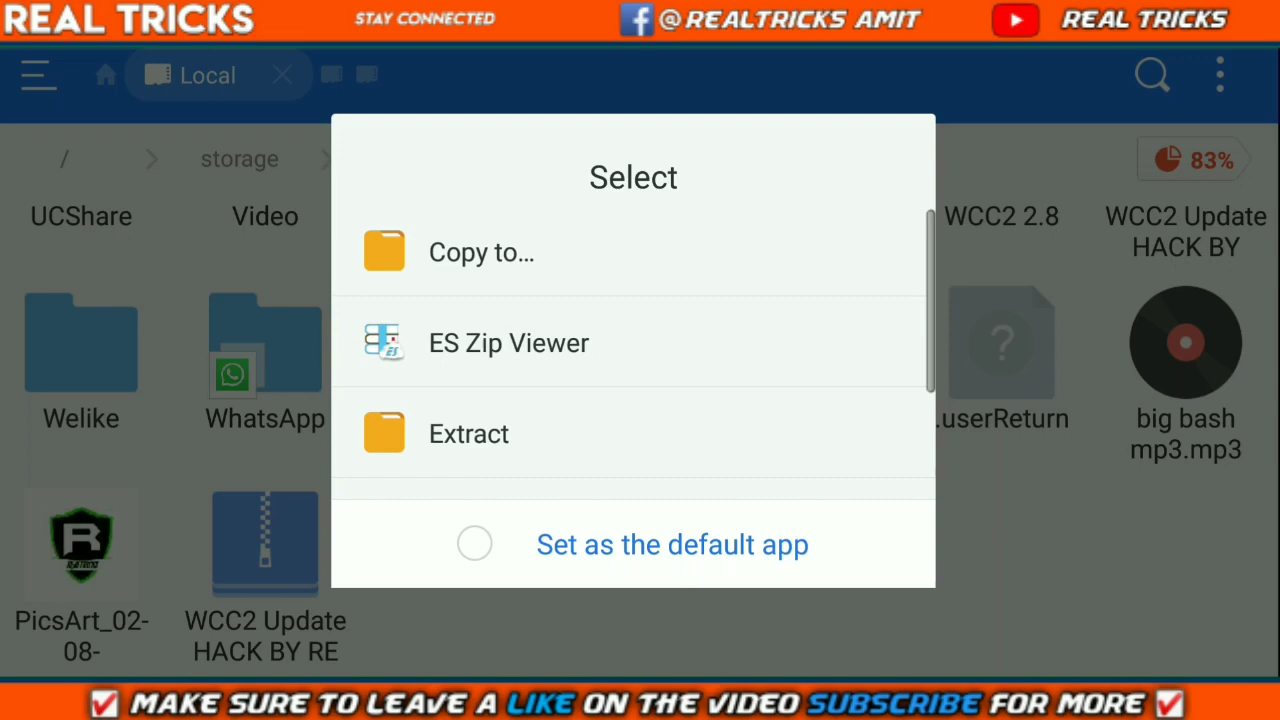 REAL TRICKS
STAY CONNECTED
@REALTRICKS AMIT
REAL TRICKS
Local
/
storage
83%
UCShare
Video
WCC2 2.8
WCC2 Update
HACK BY
Select
Copy to...
ES Zip Viewer
ES
Extract
Set as the default app
Welike
WhatsApp
.userReturn
big bash
mp3.mp3
R
REAL TRICKS
PicsArt_02-
08-
WCC2 Update
HACK BY RE
MAKE SURE TO LEAVE A LIKE ON THE VIDEO SUBSCRIBE FOR MORE